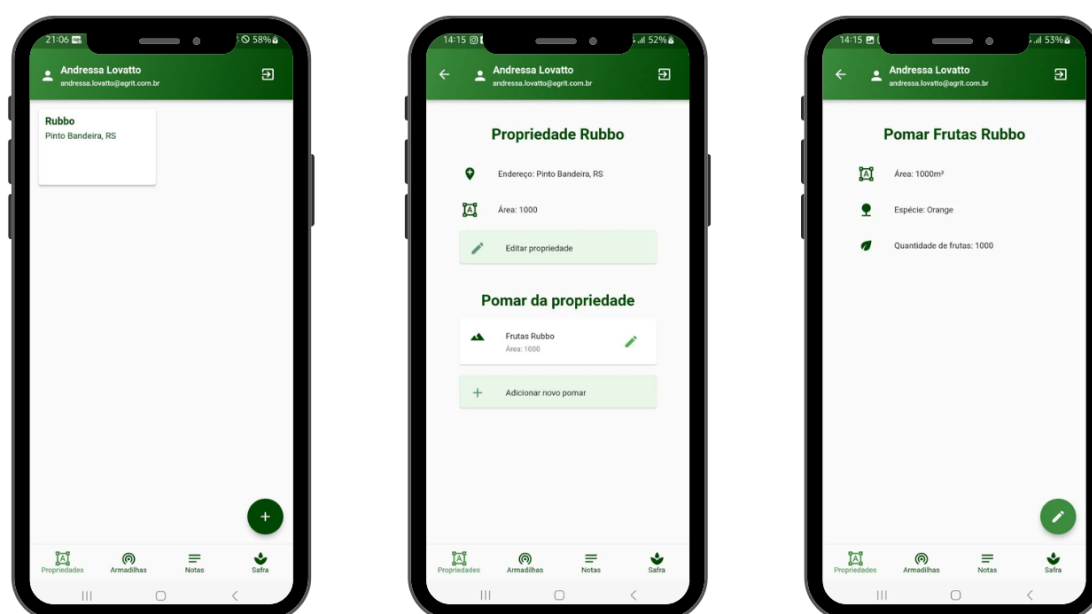 21:06
58%
Andressa Lovatto
andressa.lovatto@agrit.com.br
Rubbo
Pinto Bandeira, RS
+
Propriedades
Armadilhas
Notas
Safra
14:15
52%
Andressa Lovatto
andressa.lovatto@agrit.com.br
Propriedade Rubbo
Endereço: Pinto Bandeira, RS
A
Área: 1000
Editar propriedade
Pomar da propriedade
Frutas Rubbo
Área: 1000
+ Adicionar novo pomar
Propriedades
Armadilhas
Notas
Safra
14:15
53%
Andressa Lovatto
andressa.lovatto@agrit.com.br
Pomar Frutas Rubbo
A
Área: 1000m²
Espécie: Orange
Quantidade de frutas: 1000
Propriedades
Armadilhas
Notas
Safra